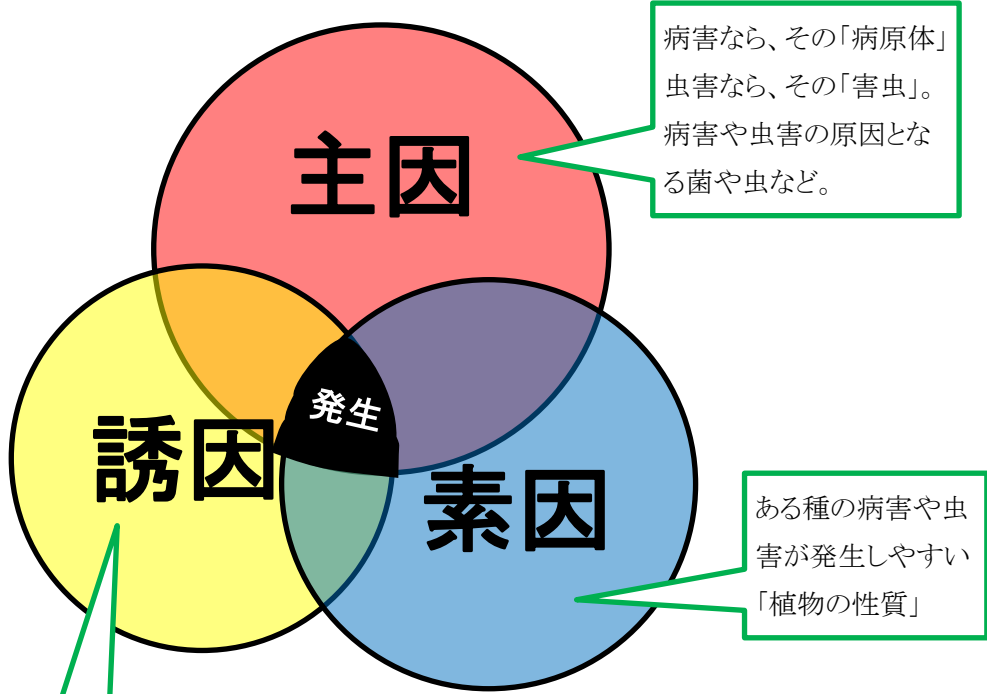 主因
病害なら、その「病原体」
虫害なら、その「害虫」。
病害や虫害の原因とな
る菌や虫など。
発生
誘因
素因
ある種の病害や虫
害が発生しやすい
「植物の性質」